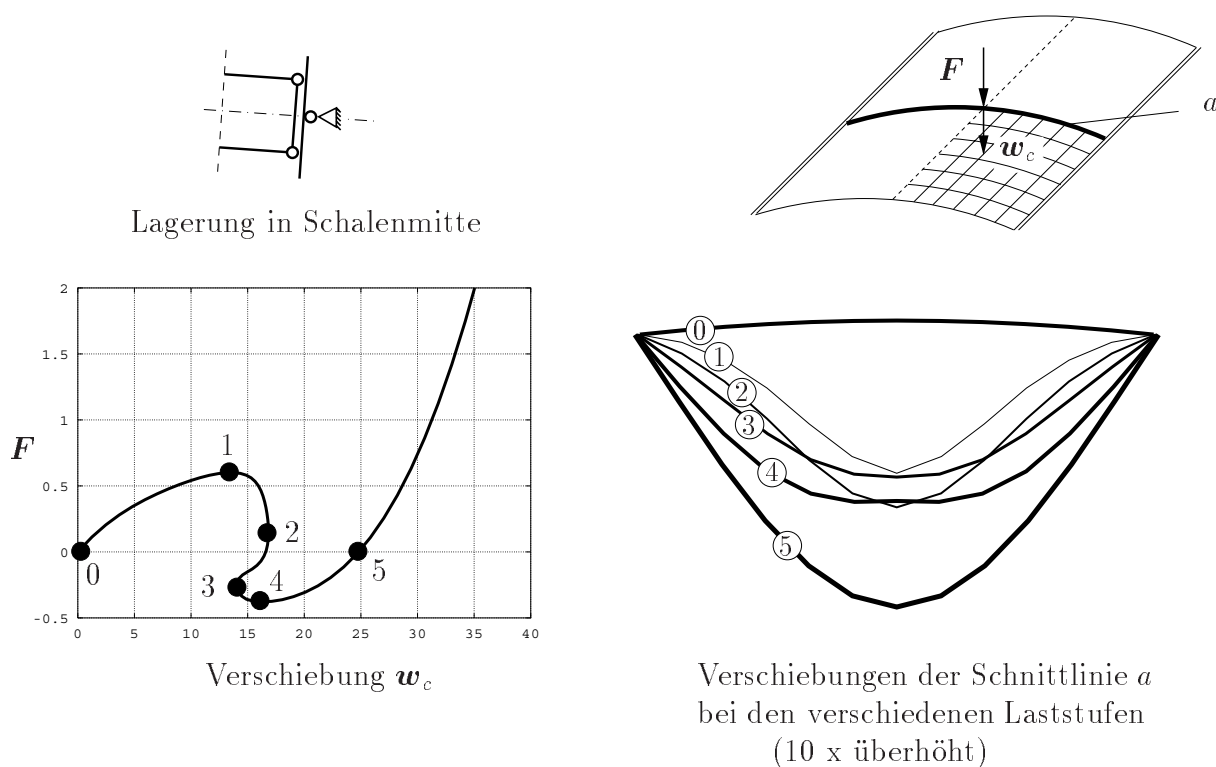 F
a
w c
Lagerung in Schalenmitte
2
1.5
1
0.5
0
-0.5
F
0
1
2
3
4
5
0 5 10 15 20 25 30 35 40
Verschiebung w c
0
1
2
3
4
5
Verschiebungen der Schnittlinie a
bei den verschiedenen Laststufen
(10 x überhöht)